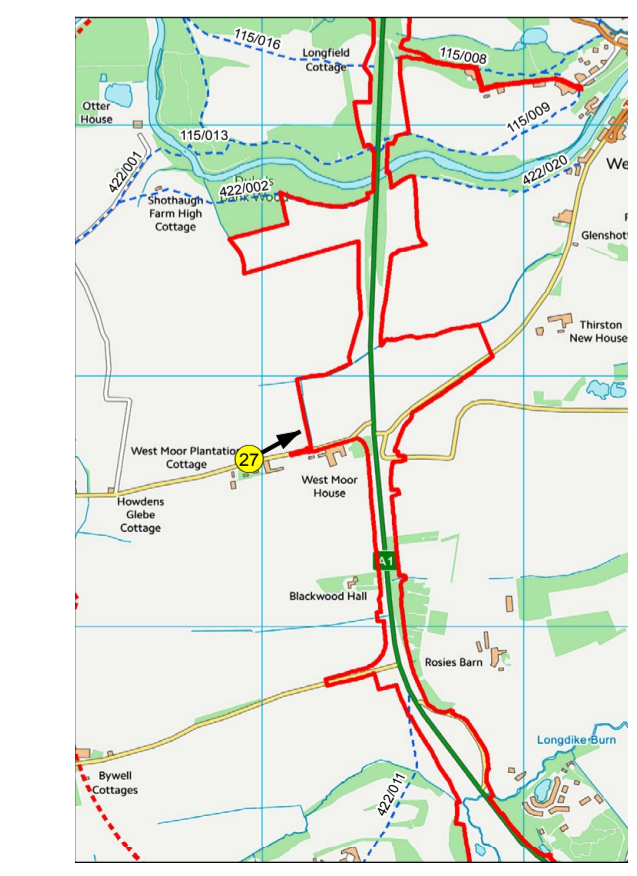 115/016
Longfield
Cottage
115/008
Otter
House
115/009
115/013
422/001
422/020
We
422/002
Shothaugh
Farm High
Cottage
Glenshot
Thirston
New House
West Moor Plantation
Cottage
27
West Moor
House
Howdens
Glebe
Cottage
A1
Blackwood Hall
Rosies Barn
Longdike Burn
Bywell
Cottages
422/011